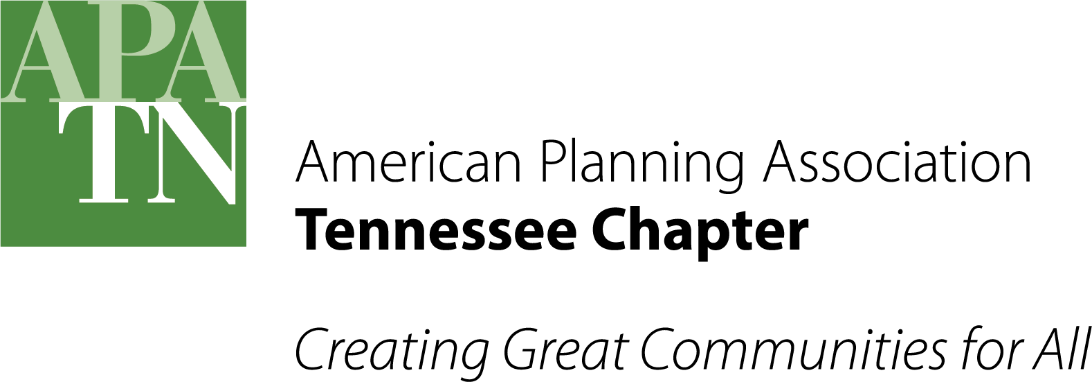 APA
TN
American Planning Association
Tennessee Chapter
Creating Great Communities for All